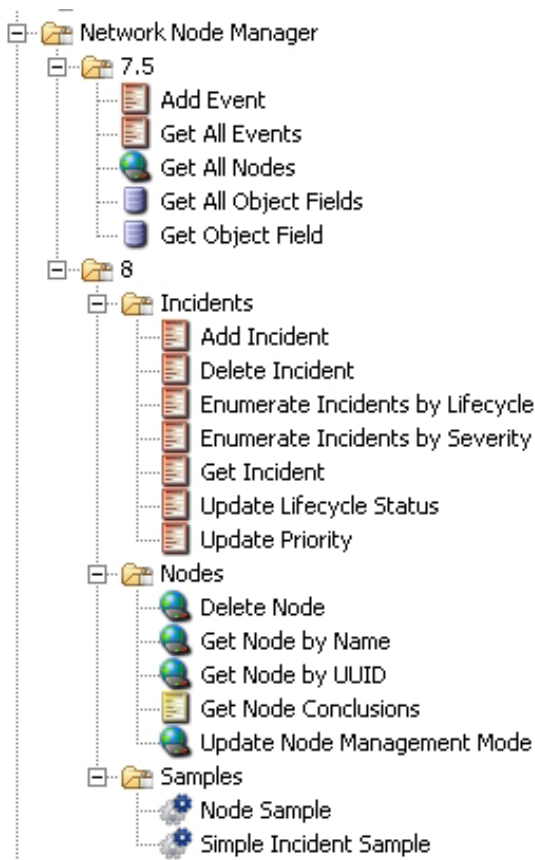 Network Node Manager
7.5
Add Event
Get All Events
Get All Nodes
Get All Object Fields
Get Object Field
8
Incidents
Add Incident
Delete Incident
Enumerate Incidents by Lifecycle
Enumerate Incidents by Severity
Get Incident
Update Lifecycle Status
Update Priority
Nodes
Delete Node
Get Node by Name
Get Node by UUID
Get Node Conclusions
Update Node Management Mode
Samples
Node Sample
Simple Incident Sample